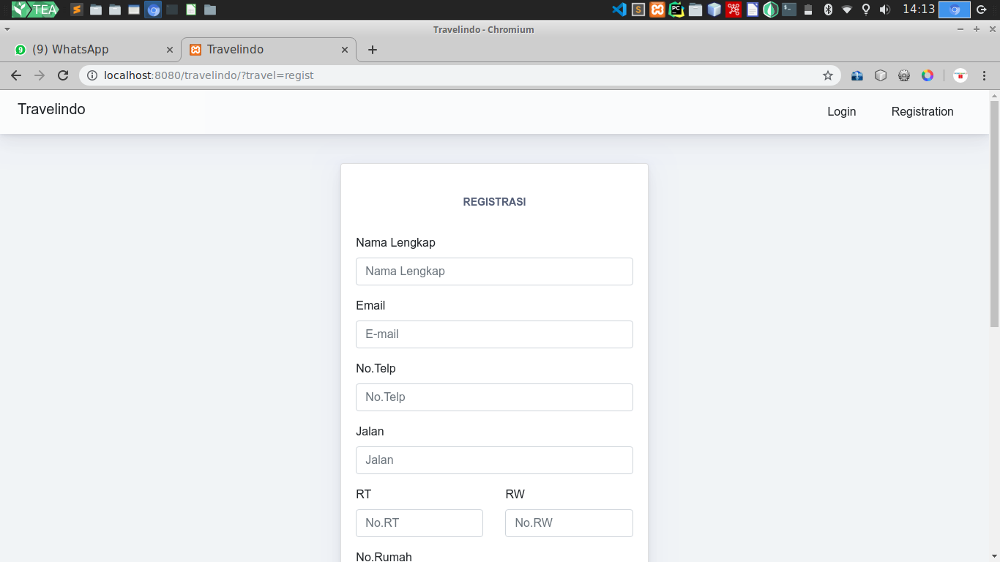 TEA
14:13
Travelindo - Chromium
(9) WhatsApp
Travelindo
localhost:8080/travelindo/?travel=regist
Travelindo
Login
Registration
REGISTRASI
Nama Lengkap
Nama Lengkap
Email
E-mail
No.Telp
No.Telp
Jalan
Jalan
RT RW
No.RT No.RW
No.Rumah